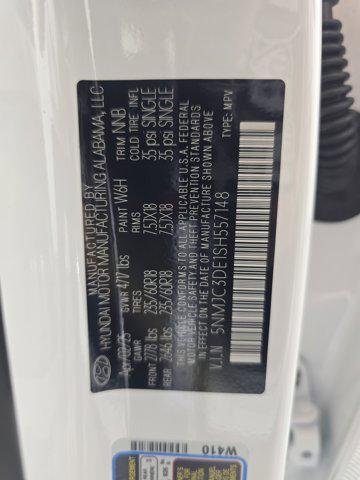 MANUFACTURED BY
HYUNDAI MOTOR MANUFACTURING ALABAMA, LLC
Apr/02/25 GVWR 4717 lbs PAINT W6H TRIM NNB
GAWR TIRES RIMS COLD TIRE INFL
FRONT 2778 lbs 235/60R18 7.5JX18 35 psi SINGLE
REAR 2646 lbs 235/60R18 7.5JX18 35 psi SINGLE
THIS VEHICLE CONFORMS TO ALL APPLICABLE U.S.A. FEDERAL
MOTOR VEHICLE SAFETY AND THEFT PREVENTION STANDARDS
IN EFFECT ON THE DATE OF MANUFACTURE SHOWN ABOVE
V.I.N 5NMJC3DE1SH557148 TYPE: MPV
W410